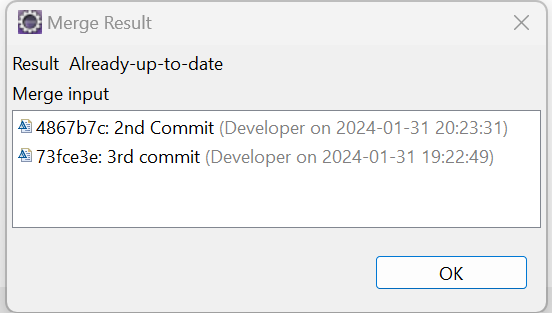 Merge Result
Result Already-up-to-date
Merge input
4867b7c: 2nd Commit (Developer on 2024-01-31 20:23:31)
73fce3e: 3rd commit (Developer on 2024-01-31 19:22:49)
OK